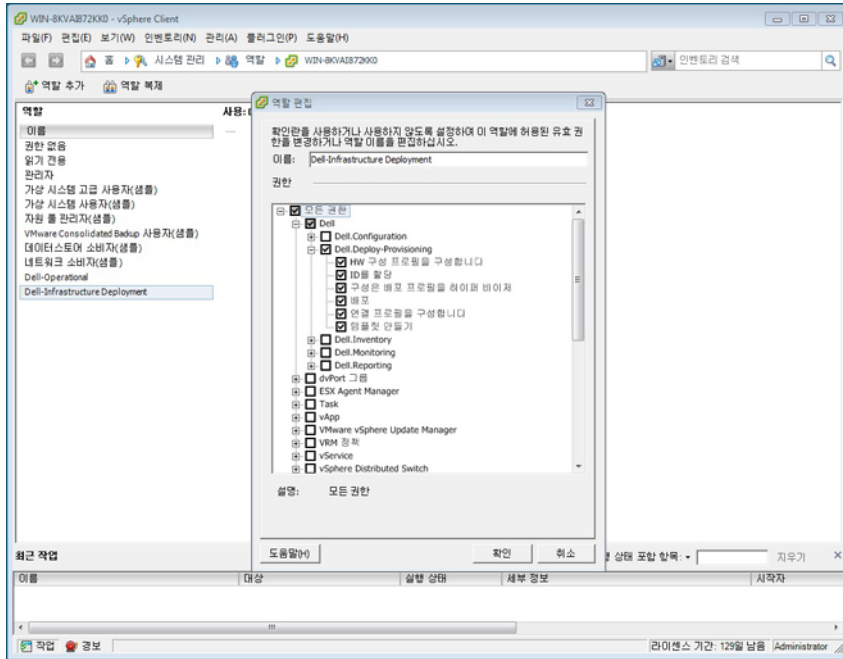 WIN-8KVAI872KK0 - vSphere Client
파일(F) 편집(E) 보기(W) 인벤토리(N) 관리(A) 플러그인(P) 도움말(H)
홈 시스템 관리 역할 WIN-8KVAI872KK0
인벤토리 검색
역할 추가 역할 복제
역할
사용:
이름
권한 없음
읽기 전용
관리자
가상 시스템 고급 사용자(샘플)
가상 시스템 사용자(샘플)
자원 풀 관리자(샘플)
VMware Consolidated Backup 사용자(샘플)
데이터스토어 소비자(샘플)
네트워크 소비자(샘플)
Dell-Operational
Dell-Infrastructure Deployment
역할 편집
확인란을 사용하거나 사용하지 않도록 설정하여 이 역할에 허용된 유효 권
한을 변경하거나 역할 이름을 편집하십시오.
이름: Dell-Infrastructure Deployment
권한
모든 권한
Dell
Dell.Configuration
Dell.Deploy-Provisioning
HW 구성 프로필을 구성합니다
ID를 할당
구성은 배포 프로필을 하이퍼 비이저
배포
연결 프로필을 구성합니다
템플릿 만들기
Dell.Inventory
Dell.Monitoring
Dell.Reporting
dvPort 그룹
ESX Agent Manager
Task
vApp
VMware vSphere Update Manager
VRM 정책
vService
vSphere Distributed Switch
설명: 모든 권한
도움말(H) 확인 취소
최근 작업
상태 포함 항목: 지우기
이름 대상 실행 상태 세부 정보 시작자
작업 경보
라이센스 기간: 129일 남음 Administrator